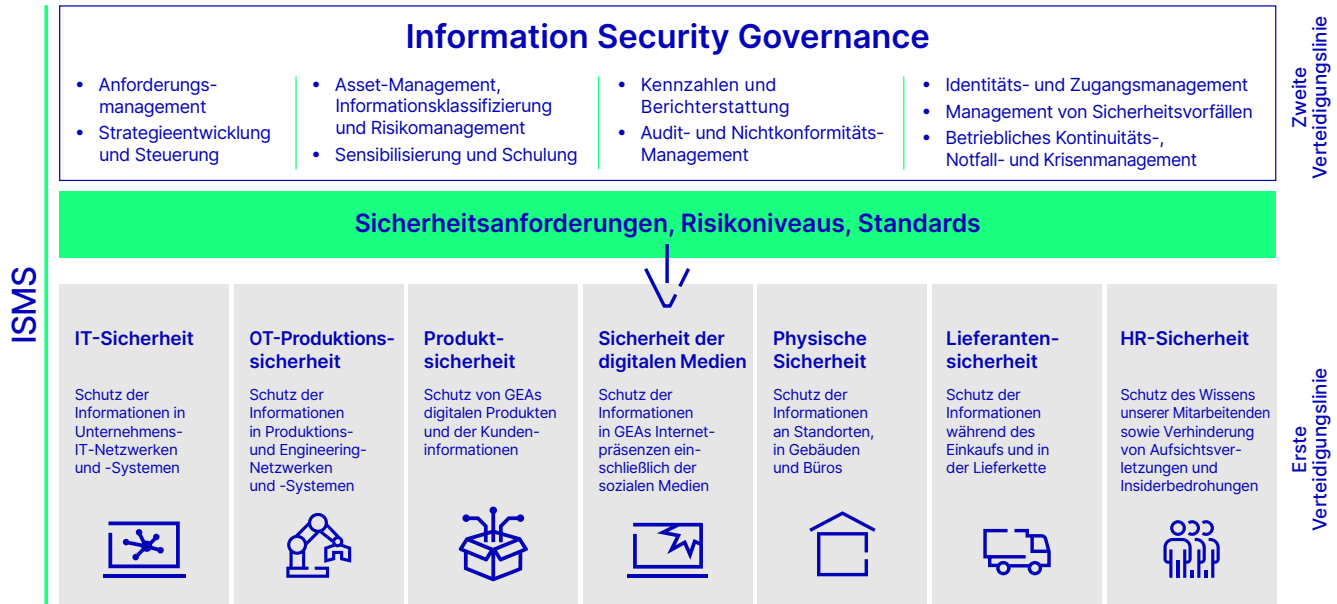 Information Security Governance
• Anforderungs-
management
• Strategieentwicklung
und Steuerung
• Asset-Management,
Informationsklassifizierung
und Risikomanagement
• Sensibilisierung und Schulung
• Kennzahlen und
Berichterstattung
• Audit- und Nichtkonformitäts-
Management
• Identitäts- und Zugangsmanagement
• Management von Sicherheitsvorfällen
• Betriebliches Kontinuitäts-,
Notfall- und Krisenmanagement
Zweite
Verteidigungslinie
Sicherheitsanforderungen, Risikoniveaus, Standards
ISMS
IT-Sicherheit
Schutz der
Informationen in
Unternehmens-
IT-Netzwerken
und -Systemen
OT-Produktions-
sicherheit
Schutz der
Informationen
in Produktions-
und Engineering-
Netzwerken
und -Systemen
Produkt-
sicherheit
Schutz von GEAs
digitalen Produkten
und der Kunden-
informationen
Sicherheit der
digitalen Medien
Schutz der
Informationen
in GEAs Internet-
präsenzen ein-
schließlich der
sozialen Medien
Physische
Sicherheit
Schutz der
Informationen
an Standorten,
in Gebäuden
und Büros
Lieferanten-
sicherheit
Schutz der
Informationen
während des
Einkaufs und in
der Lieferkette
HR-Sicherheit
Schutz des Wissens
unserer Mitarbeitenden
sowie Verhinderung
von Aufsichtsver-
letzungen und
Insiderbedrohungen
Erste
Verteidigungslinie